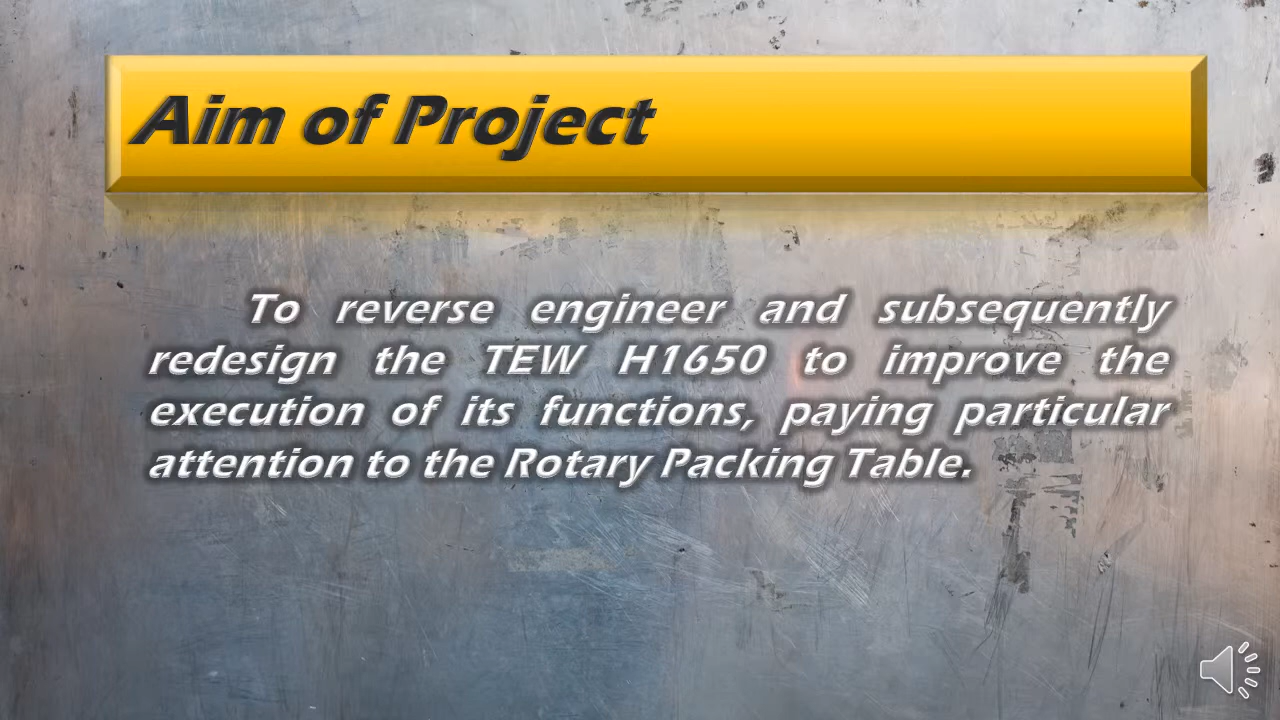 Aim of Project
To reverse engineer and subsequently
redesign the TEW H1650 to improve the
execution of its functions, paying particular
attention to the Rotary Packing Table.